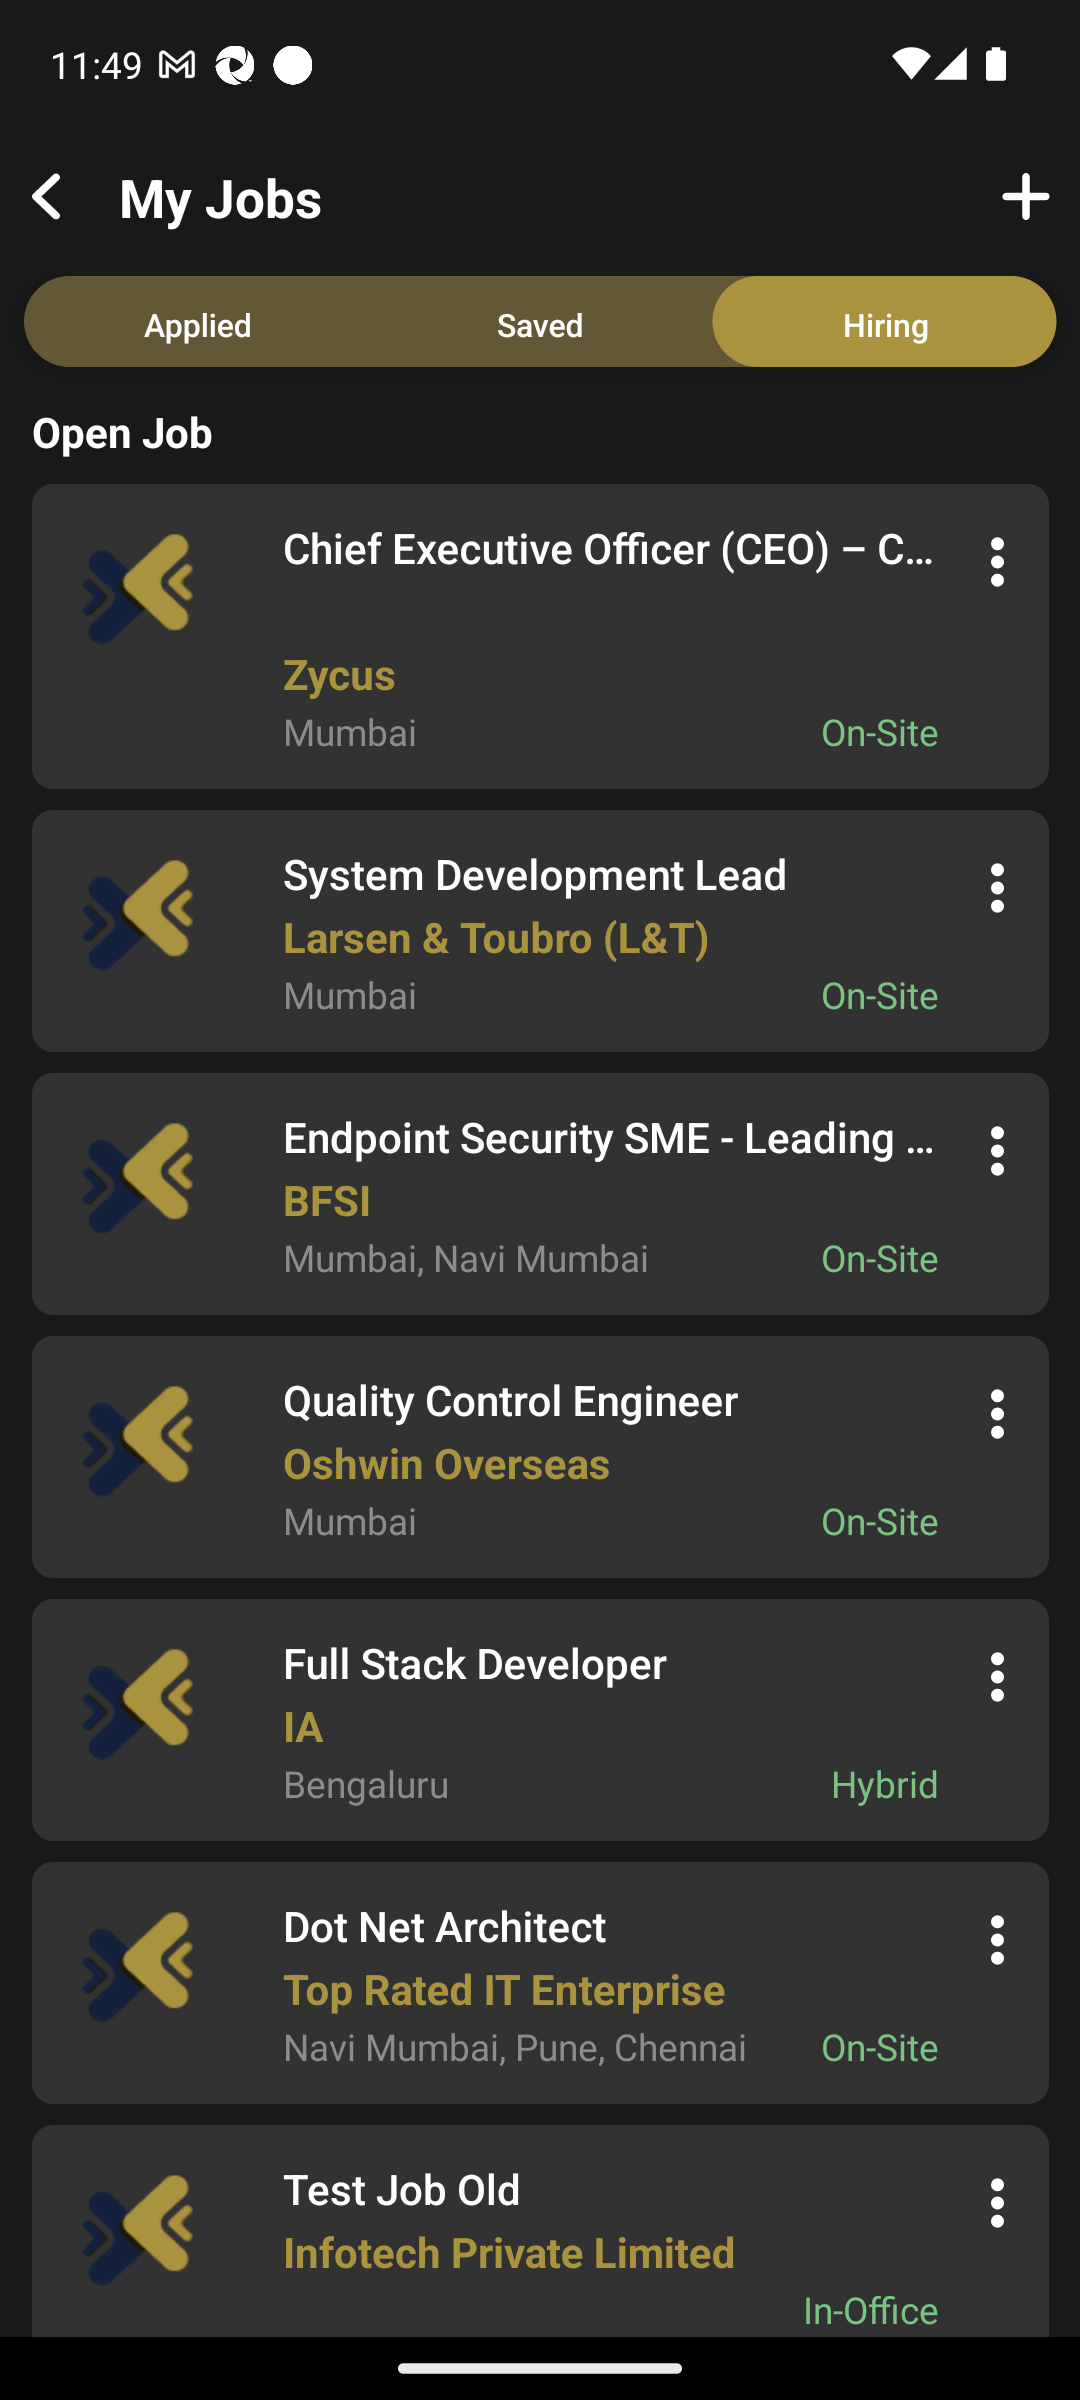 11:49
My Jobs
Applied Saved Hiring
Open Job
Chief Executive Officer (CEO) – C...
Zycus
Mumbai On-Site
System Development Lead
Larsen & Toubro (L&T)
Mumbai On-Site
Endpoint Security SME - Leading ...
BFSI
Mumbai, Navi Mumbai On-Site
Quality Control Engineer
Oshwin Overseas
Mumbai On-Site
Full Stack Developer
IA
Bengaluru Hybrid
Dot Net Architect
Top Rated IT Enterprise
Navi Mumbai, Pune, Chennai On-Site
Test Job Old
Infotech Private Limited
In-Office